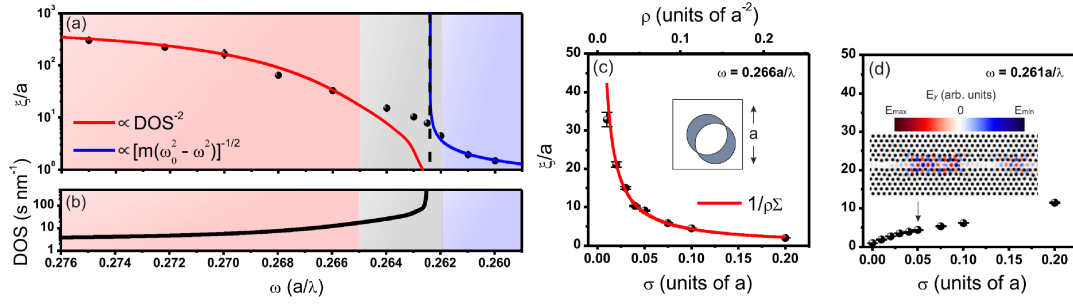 (a)
10³
10²
10¹
10⁰
ξ/a
∝ DOS⁻²
∝ [m(ω₀² - ω²)]⁻¹/²
(b)
100
10
1
DOS (s nm⁻¹)
0.276 0.274 0.272 0.270 0.268 0.266 0.264 0.262 0.260
ω (a/λ)
ρ (units of a⁻²)
0.0 0.1 0.2
(c)
ω = 0.266a/λ
50
40
30
20
10
0
ξ/a
a
1/ρΣ
0.00 0.05 0.10 0.15 0.20
σ (units of a)
(d)
ω = 0.261a/λ
E_y (arb. units)
Emax 0 Emin
50
40
30
20
10
0
ξ/a
0.00 0.05 0.10 0.15 0.20
σ (units of a)